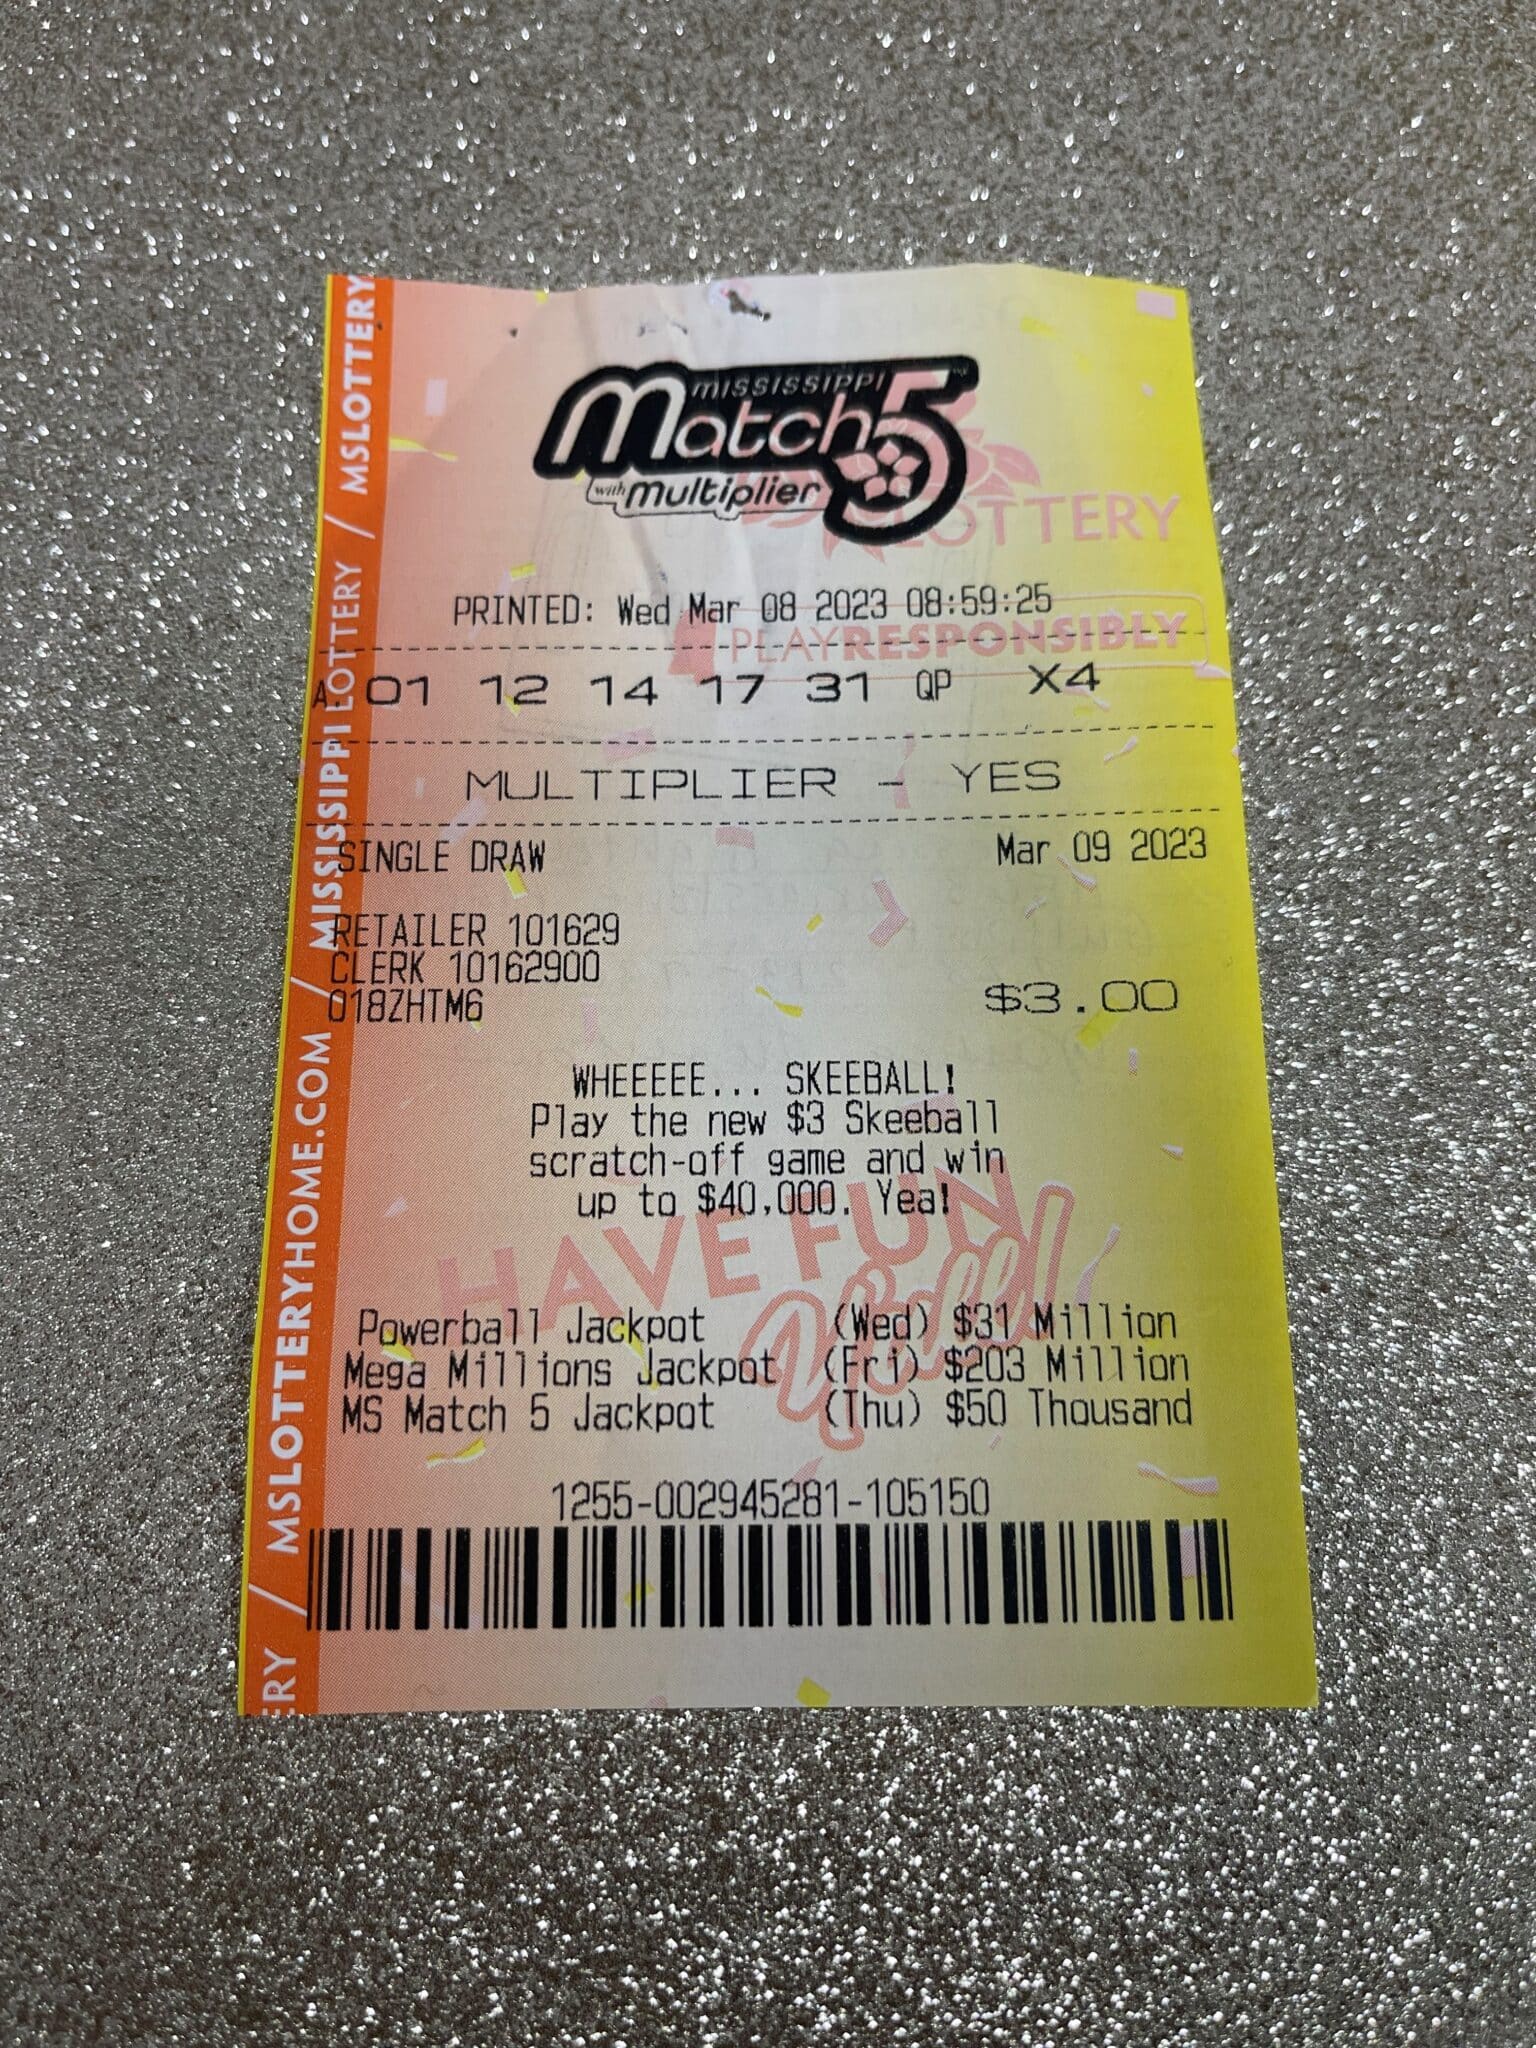 MISSISSIPPI
Match 5
with multiplier
LOTTERY
PRINTED: Wed Mar 08 2023 08:59:25
PLAYRESPONSIBLY
A. 01 12 14 17 31 QP X4
MULTIPLIER - YES
SINGLE DRAW Mar 09 2023
RETAILER 101629
CLERK 10162900
018ZHTM6 $3.00
WHEEEEE... SKEEBALL!
Play the new $3 Skeeball
scratch-off game and win
up to $40,000. Yea!
HAVE FUN
Y'all!
Powerball Jackpot (Wed) $31 Million
Mega Millions Jackpot (Fri) $203 Million
MS Match 5 Jackpot (Thu) $50 Thousand
1255-002945281-105150
ERY / MSLOTTERYHOME.COM / MISSISSIPPI LOTTERY / MSLOTTERY